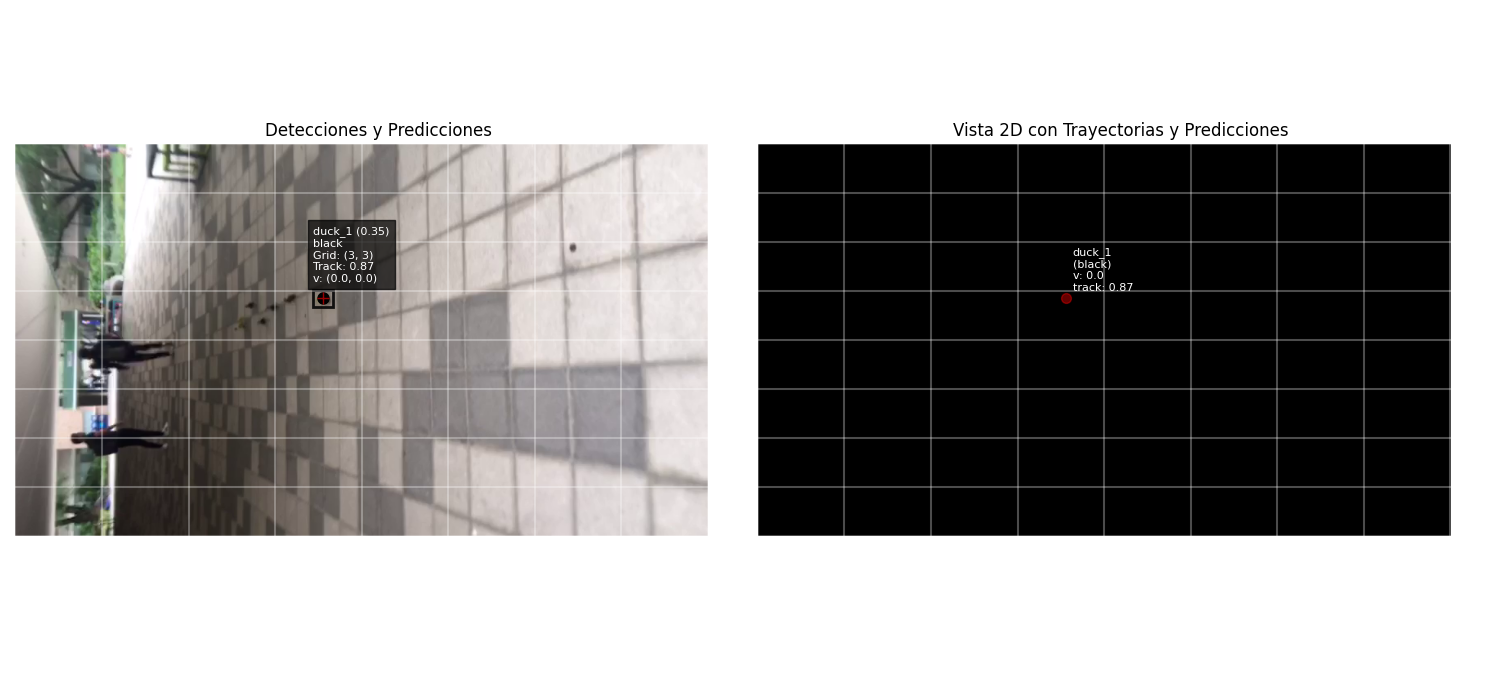 Detecciones y Predicciones
duck_1 (0.35)
black
Grid: (3, 3)
Track: 0.87
v: (0.0, 0.0)
Vista 2D con Trayectorias y Predicciones
duck_1
(black)
v: 0.0
track: 0.87